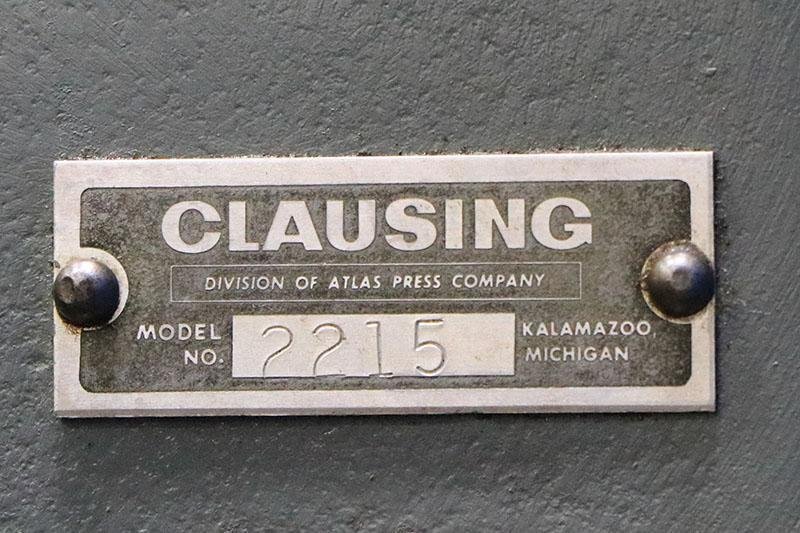 CLAUSING
DIVISION OF ATLAS PRESS COMPANY
MODEL NO. 2215
KALAMAZOO, MICHIGAN